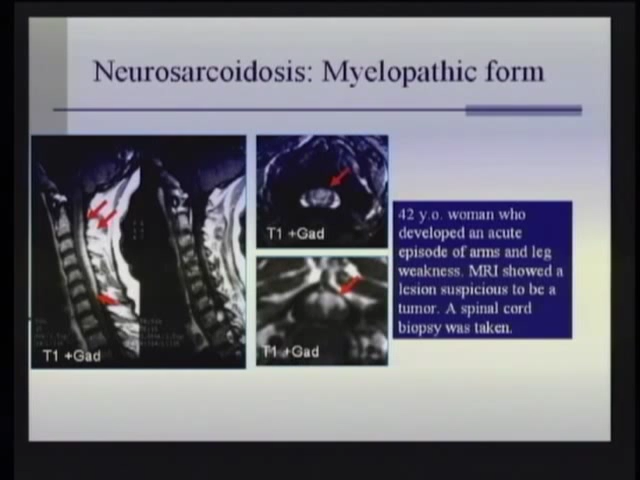 Neurosarcoidosis: Myelopathic form
T1 +Gad
T1 +Gad
T1 +Gad
42 y.o. woman who
developed an acute
episode of arms and leg
weakness. MRI showed a
lesion suspicious to be a
tumor. A spinal cord
biopsy was taken.